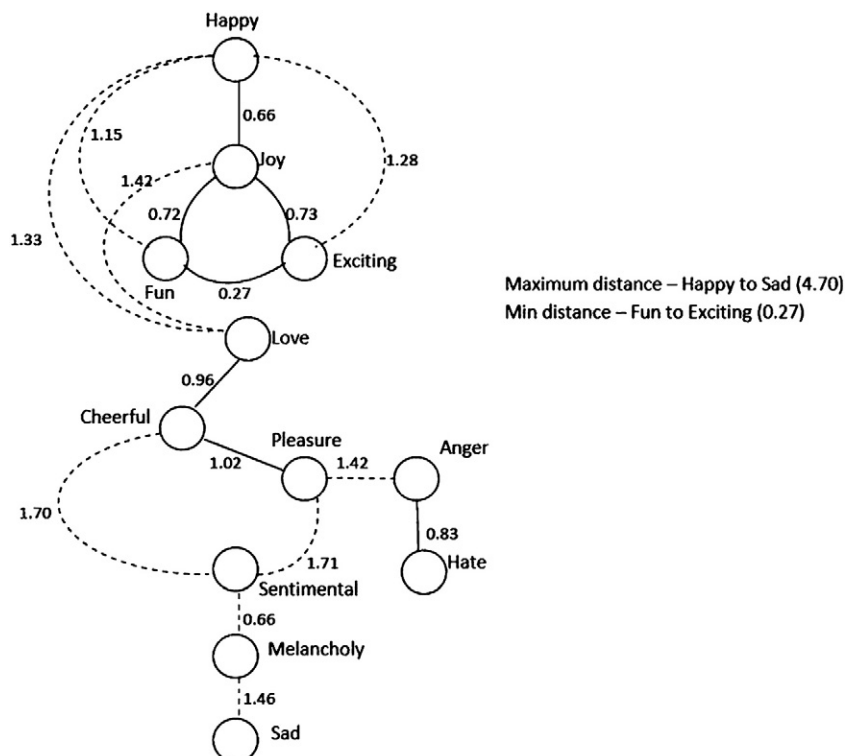 Happy
0.66
1.15
Joy
1.28
1.42
0.72
0.73
1.33
Exciting
Fun
0.27
Maximum distance – Happy to Sad (4.70)
Min distance – Fun to Exciting (0.27)
Love
0.96
Cheerful
Pleasure
Anger
1.02
1.42
1.70
0.83
1.71
Hate
Sentimental
0.66
Melancholy
1.46
Sad